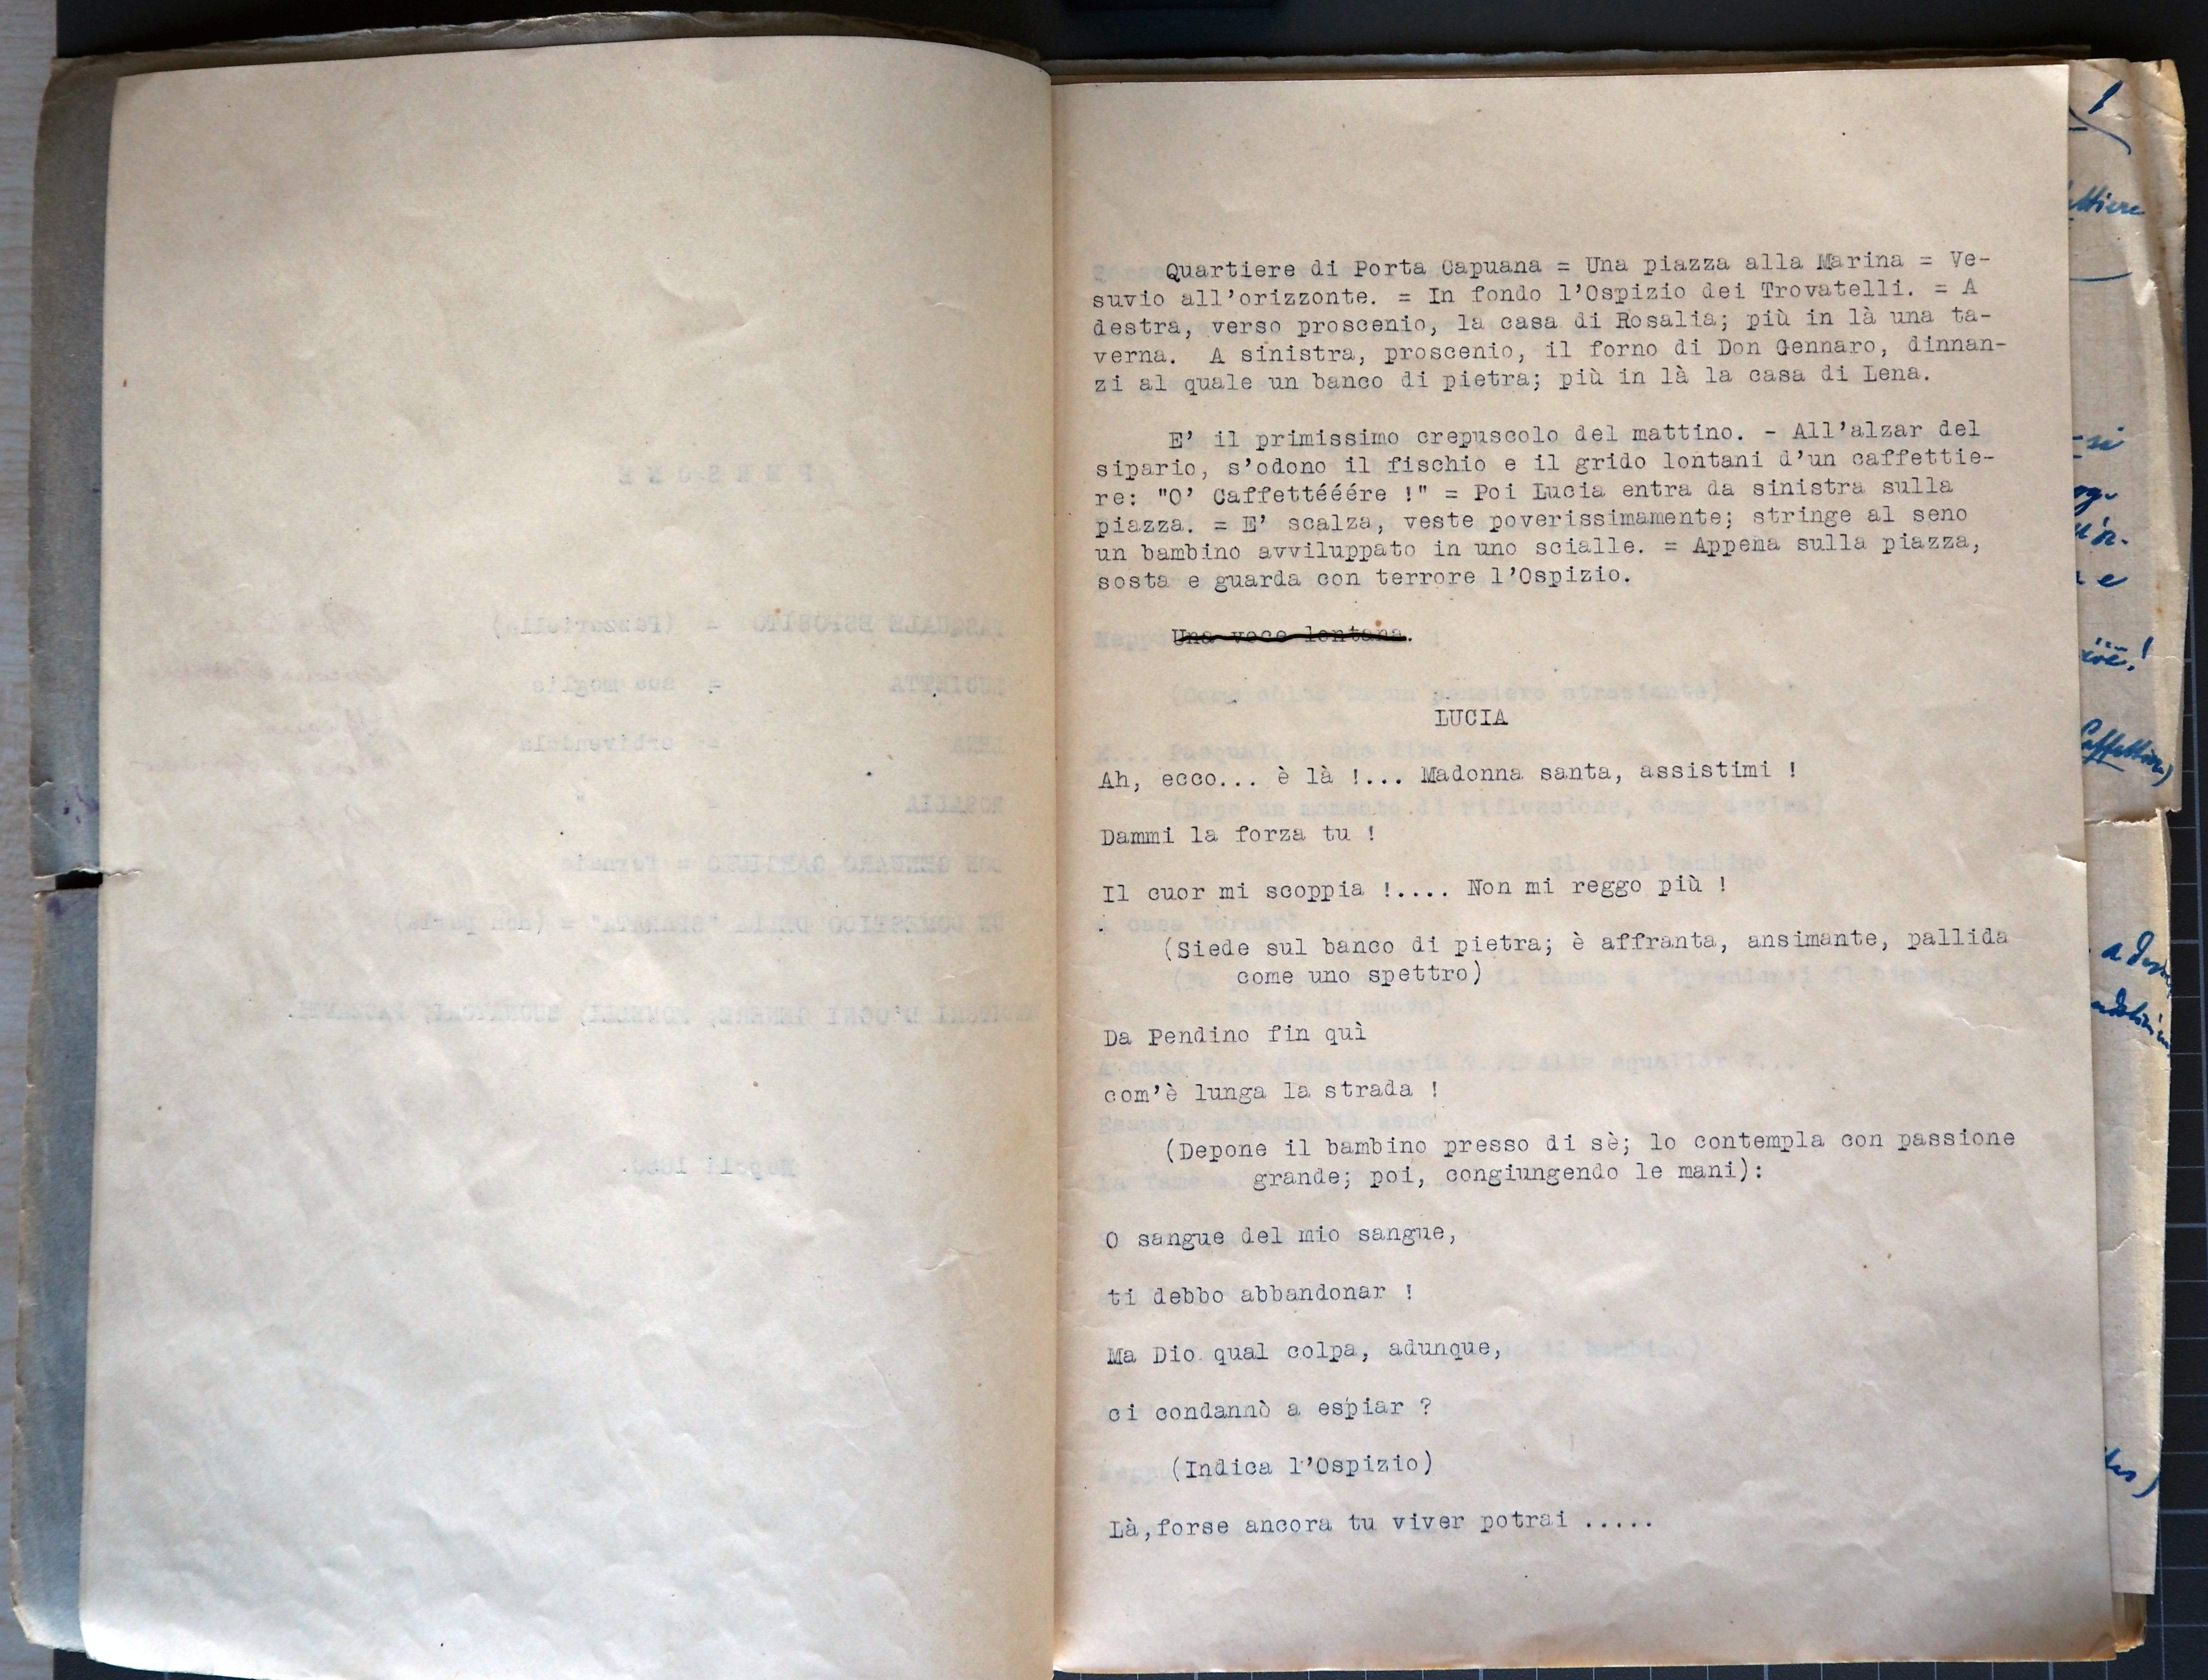 Quartiere di Porta Capuana = Una piazza alla Marina = Ve-
suvio all'orizzonte. = In fondo l'Ospizio dei Trovatelli. = A
destra, verso proscenio, la casa di Rosalia; più in là una ta-
verna. A sinistra, proscenio, il forno di Don Gennaro, dinnan-
zi al quale un banco di pietra; più in là la casa di Lena.
E' il primissimo crepuscolo del mattino. - All'alzar del
sipario, s'odono il fischio e il grido lontani d'un caffettie-
re: "O' Caffettééére !" = Poi Lucia entra da sinistra sulla
piazza. = E' scalza, veste poverissimamente; stringe al seno
un bambino avviluppato in uno scialle. = Appena sulla piazza,
sosta e guarda con terrore l'Ospizio.
Una voce lontana.
LUCIA
Ah, ecco... è là !... Madonna santa, assistimi !
Dammi la forza tu !
Il cuor mi scoppia !.... Non mi reggo più !
(Siede sul banco di pietra; è affranta, ansimante, pallida
come uno spettro)
Da Pendino fin quì
com'è lunga la strada !
(Depone il bambino presso di sè; lo contempla con passione
grande; poi, congiungendo le mani):
O sangue del mio sangue,
ti debbo abbandonar !
Ma Dio qual colpa, adunque,
ci condannò a espiar ?
(Indica l'Ospizio)
Là,forse ancora tu viver potrai .....